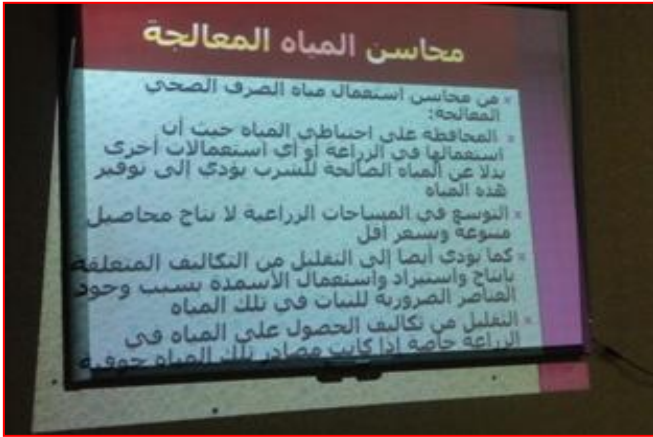 محاسن المياه المعالجة
من محاسن استعمال مياه الصرف الصحي
المعالجة:
المحافظة على احتياطي المياه حيث أن
استعمالها في الزراعة أو أي استعمالات أخرى
بدلا عن المياه الصالحة للشرب يؤدي إلى توفير
هذه المياه
التوسع في المساحات الزراعية لا نتاج محاصيل
متنوعة وبسعر أقل
كما يؤدي أيضا إلى التقليل من التكاليف المتعلقة
بانتاج واستيراد واستعمال الأسمدة بسبب وجود
العناصر الضرورية للنبات في تلك المياه
التقليل من تكاليف الحصول على المياه في
الزراعة خاصة إذا كانت مصادر تلك المياه جوفية